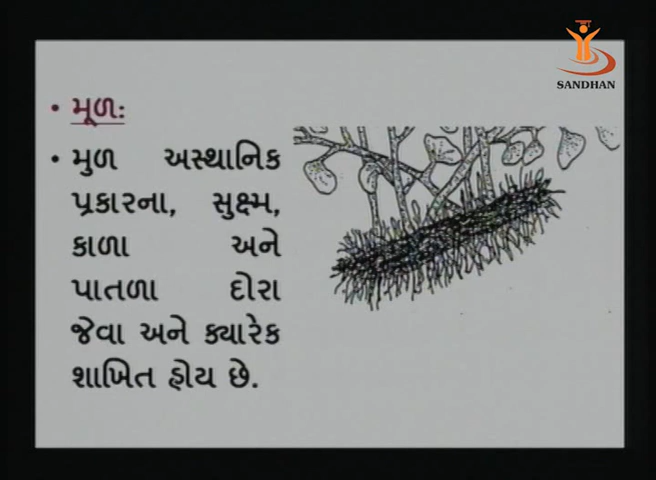 SANDHAN
• મૂળઃ
• મુળ અસ્થાનિક
પ્રકારના, સુક્ષ્મ,
કાળા અને
પાતળા દોરા
જેવા અને ક્યારેક
શાખિત હોય છે.